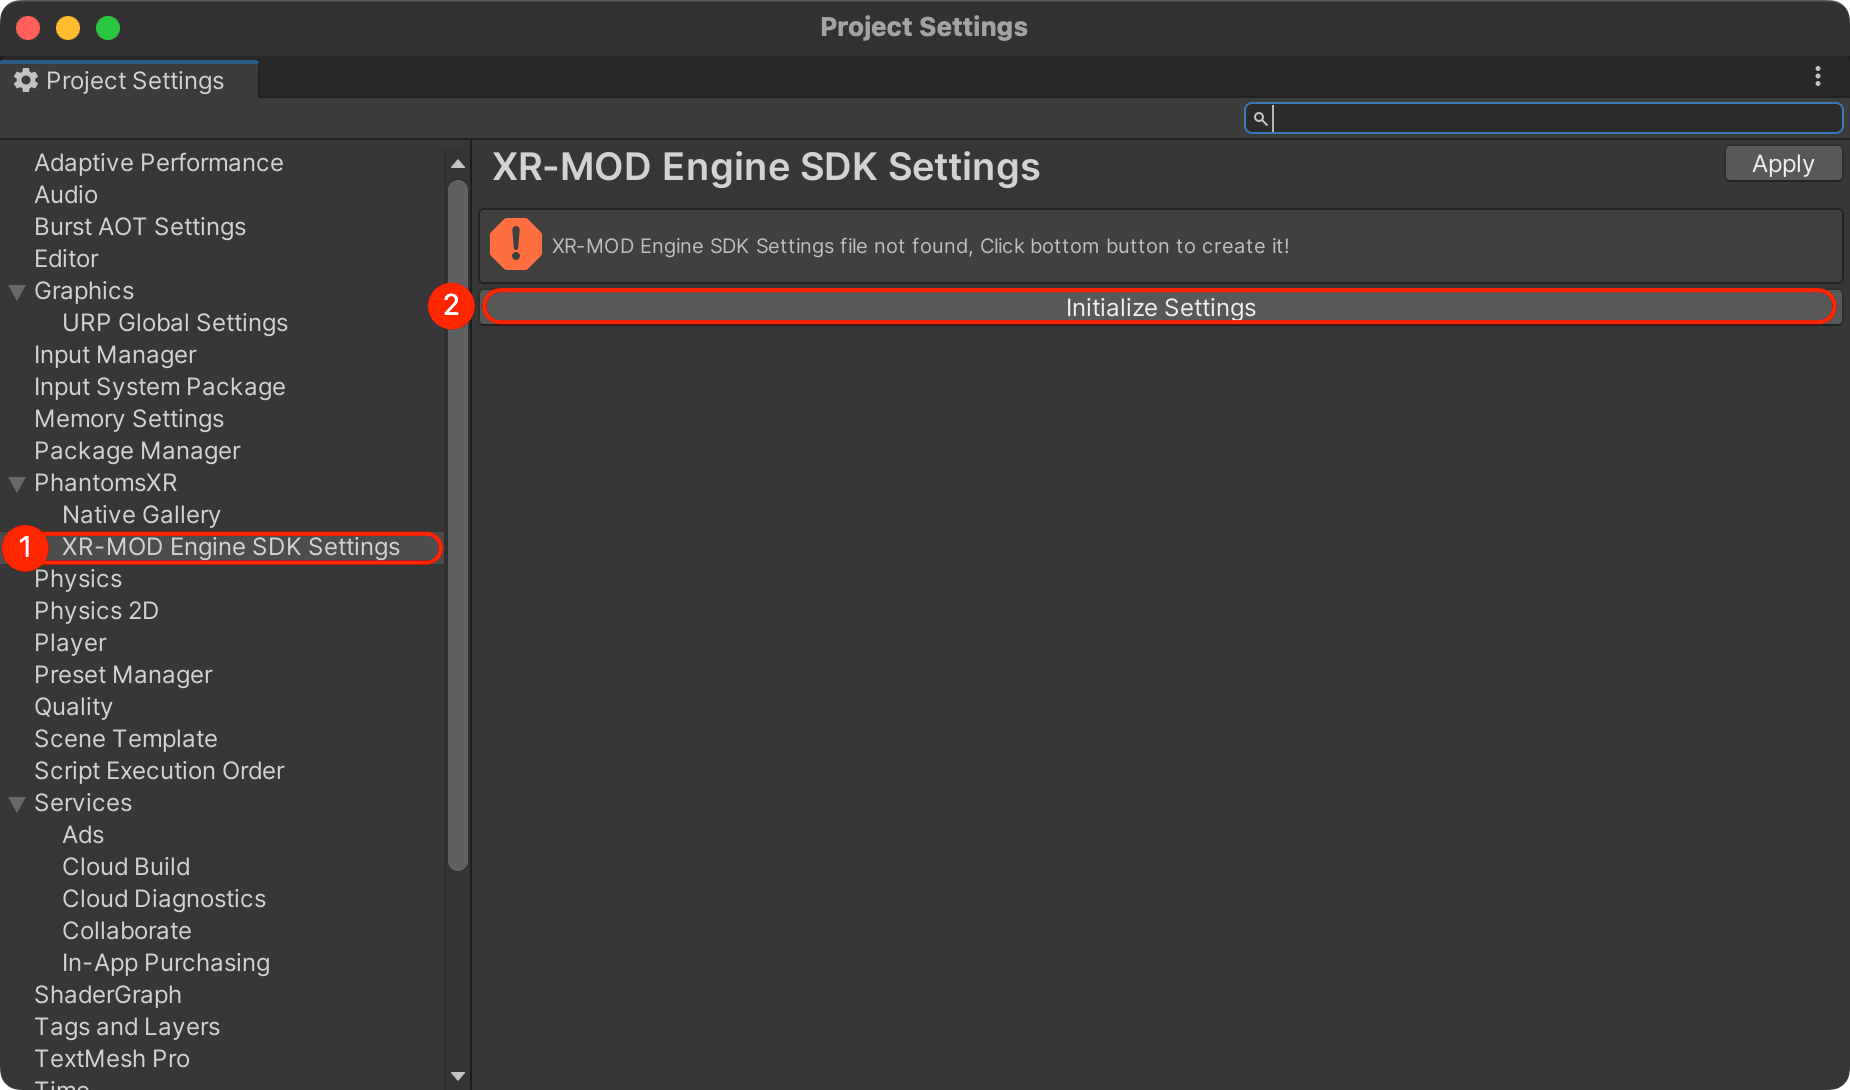 Project Settings
Project Settings
Adaptive Performance
Audio
Burst AOT Settings
Editor
Graphics
URP Global Settings
Input Manager
Input System Package
Memory Settings
Package Manager
PhantomsXR
Native Gallery
1 XR-MOD Engine SDK Settings
Physics
Physics 2D
Player
Preset Manager
Quality
Scene Template
Script Execution Order
Services
Ads
Cloud Build
Cloud Diagnostics
Collaborate
In-App Purchasing
ShaderGraph
Tags and Layers
TextMesh Pro
Time
XR-MOD Engine SDK Settings
Apply
XR-MOD Engine SDK Settings file not found, Click bottom button to create it!
2 Initialize Settings